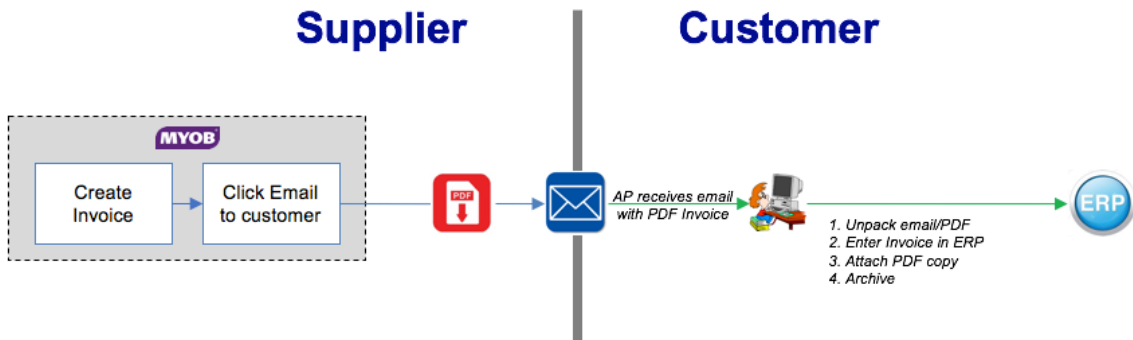 Supplier
Customer
MYOB
Create
Invoice
Click Email
to customer
PDF
AP receives email
with PDF Invoice
1. Unpack email/PDF
2. Enter Invoice in ERP
3. Attach PDF copy
4. Archive
ERP